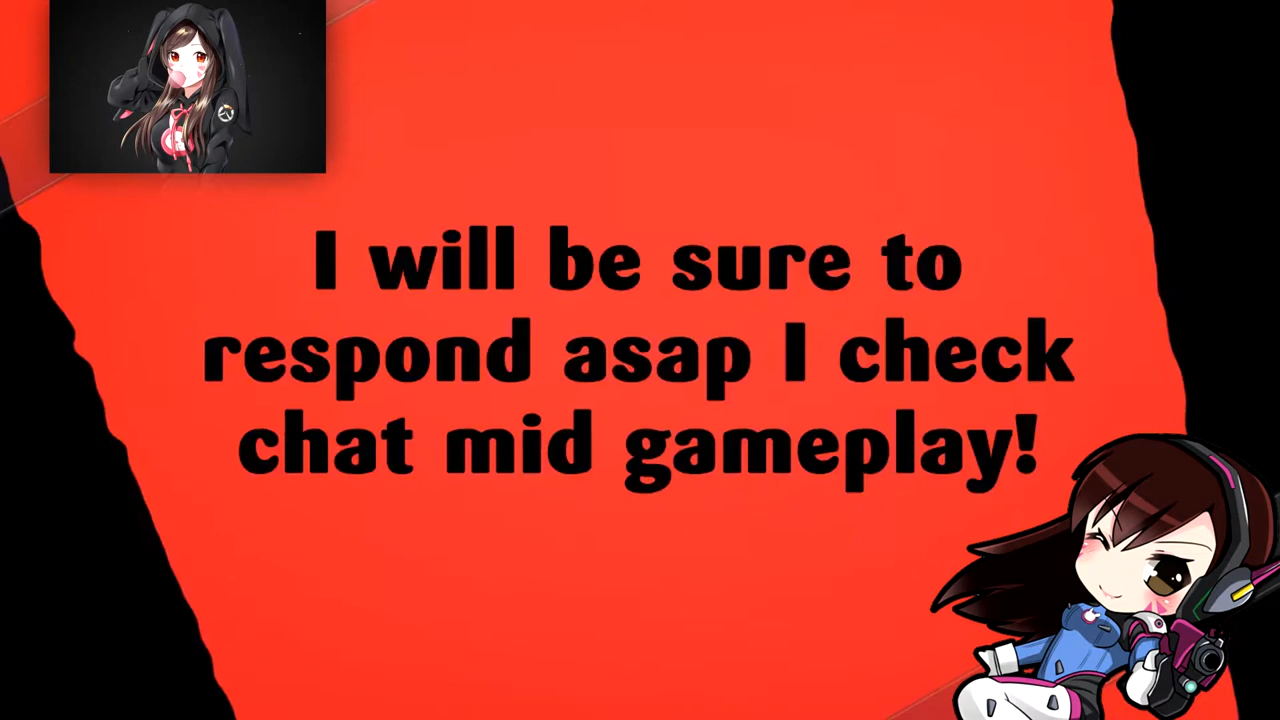 I will be sure to
respond asap I check
chat mid gameplay!